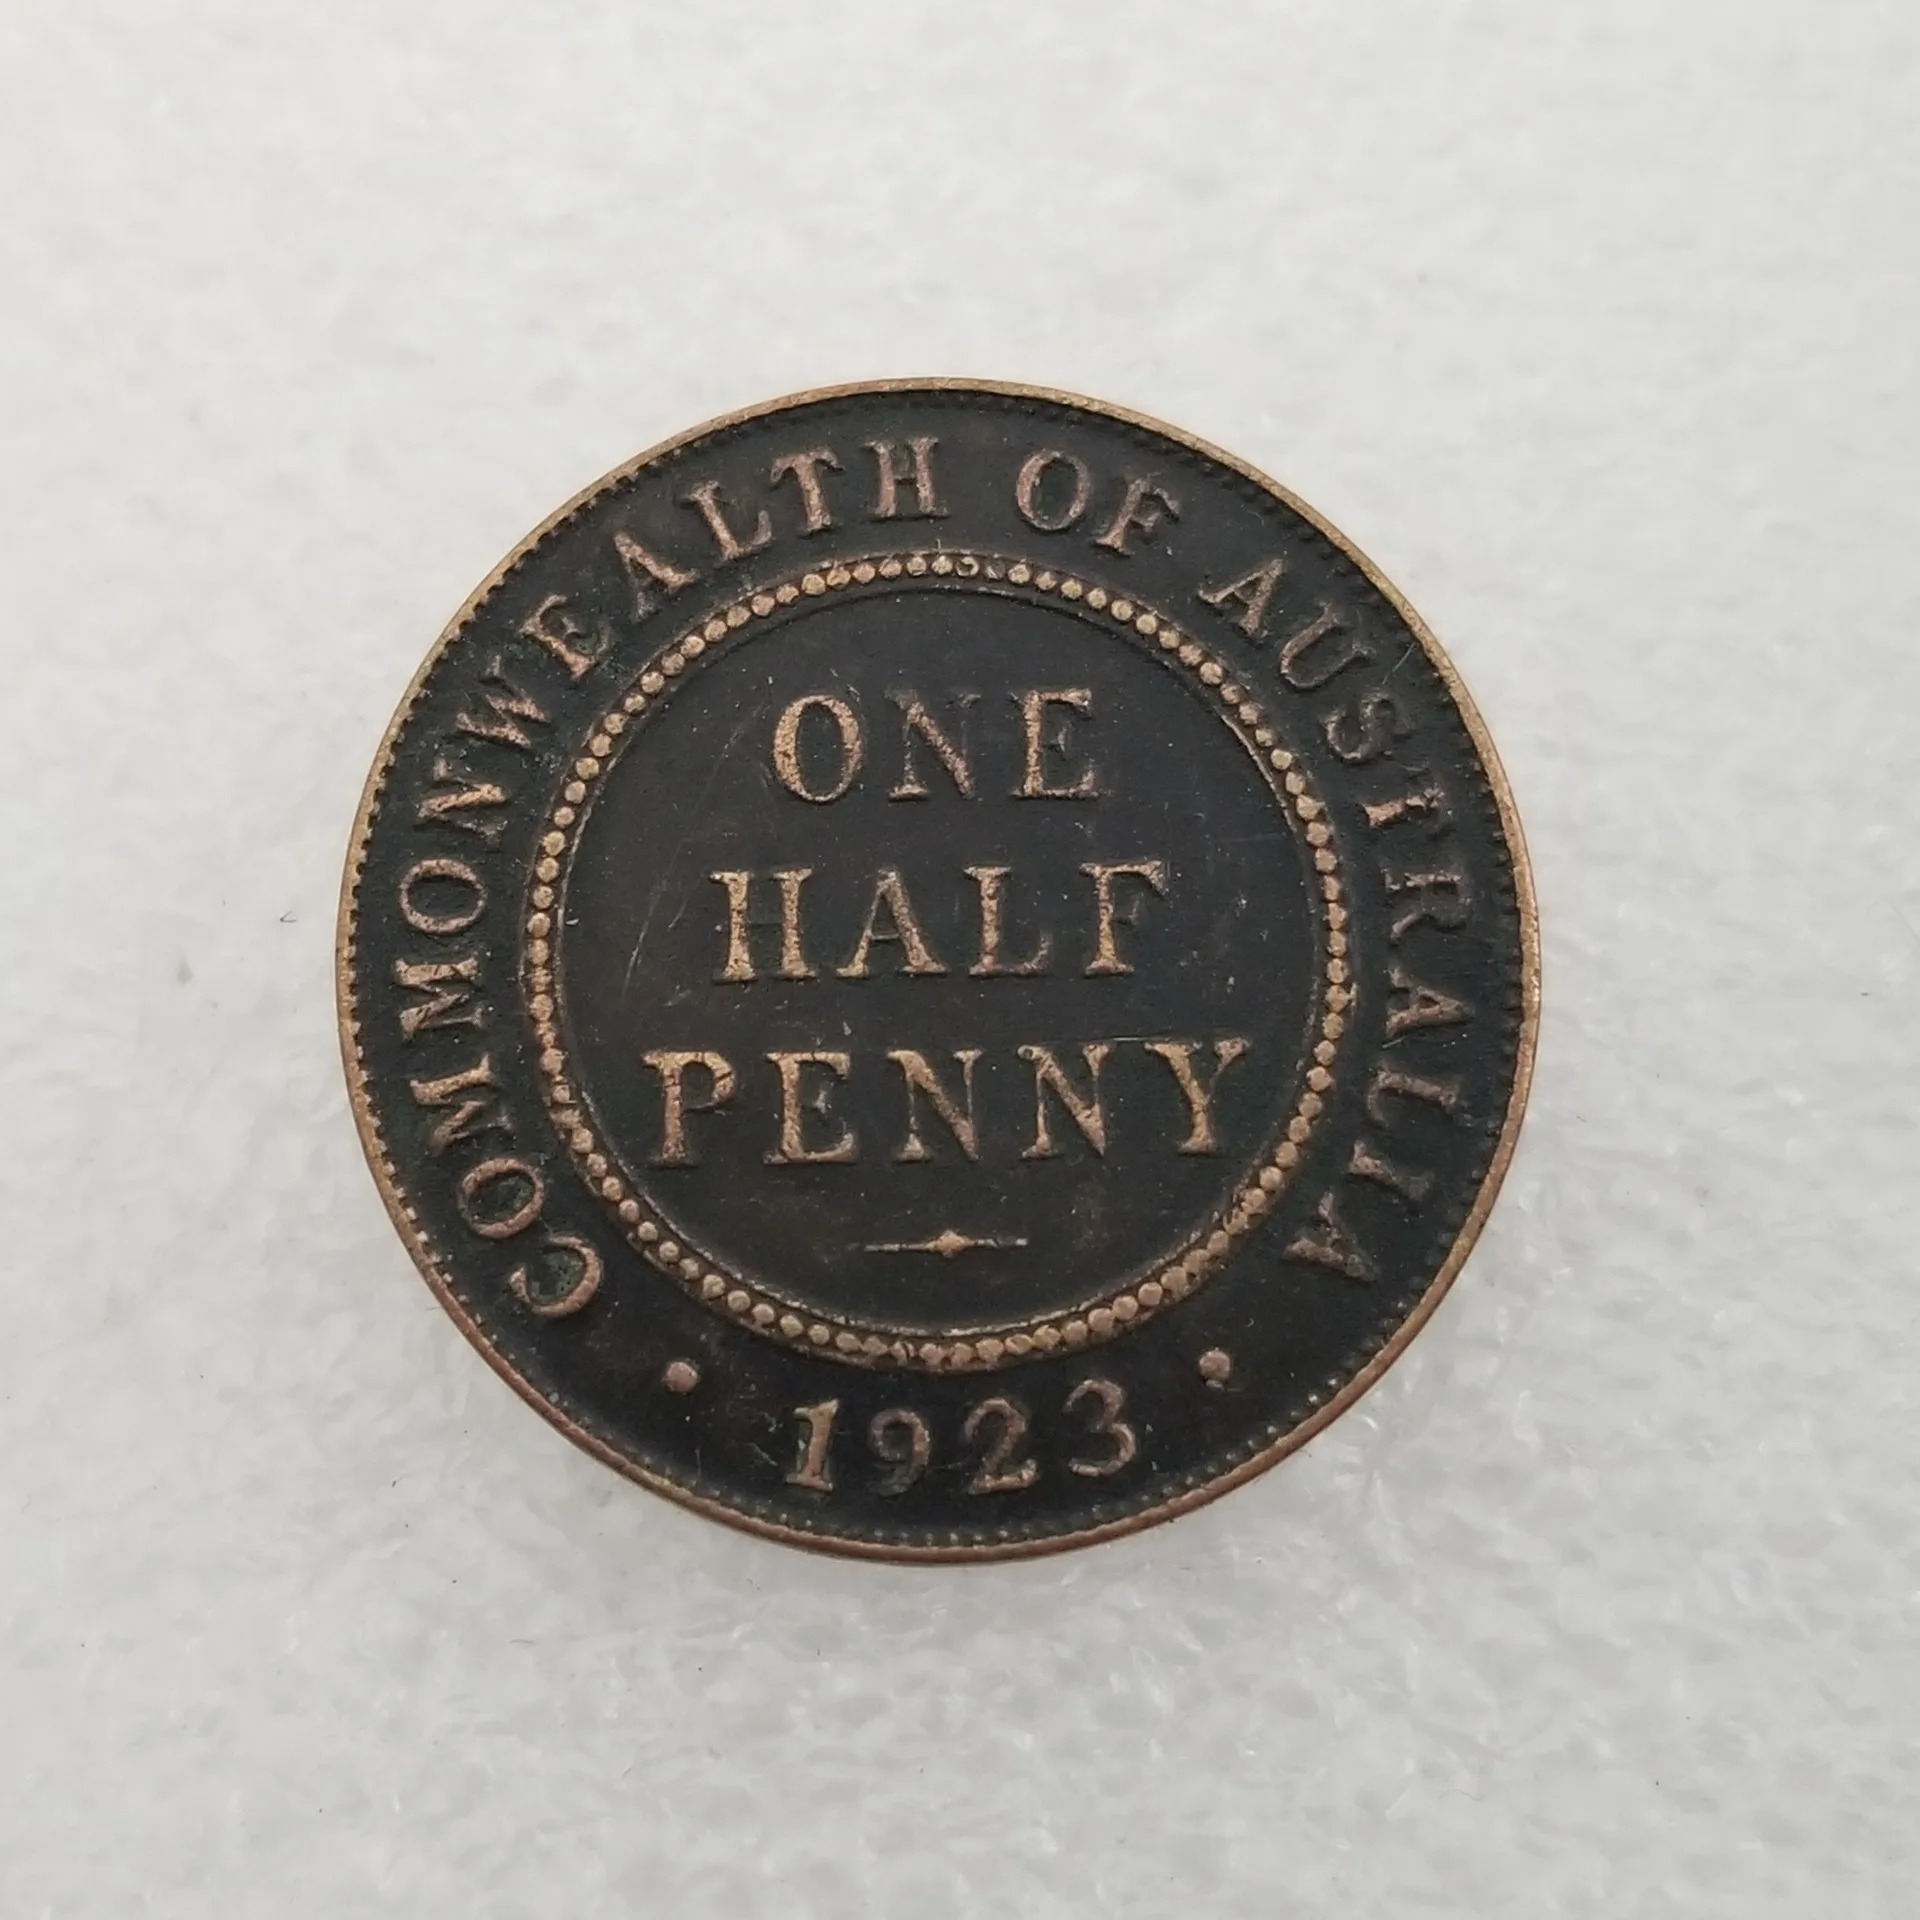 COMMONWEALTH OF AUSTRALIA
ONE
HALF
PENNY
1923